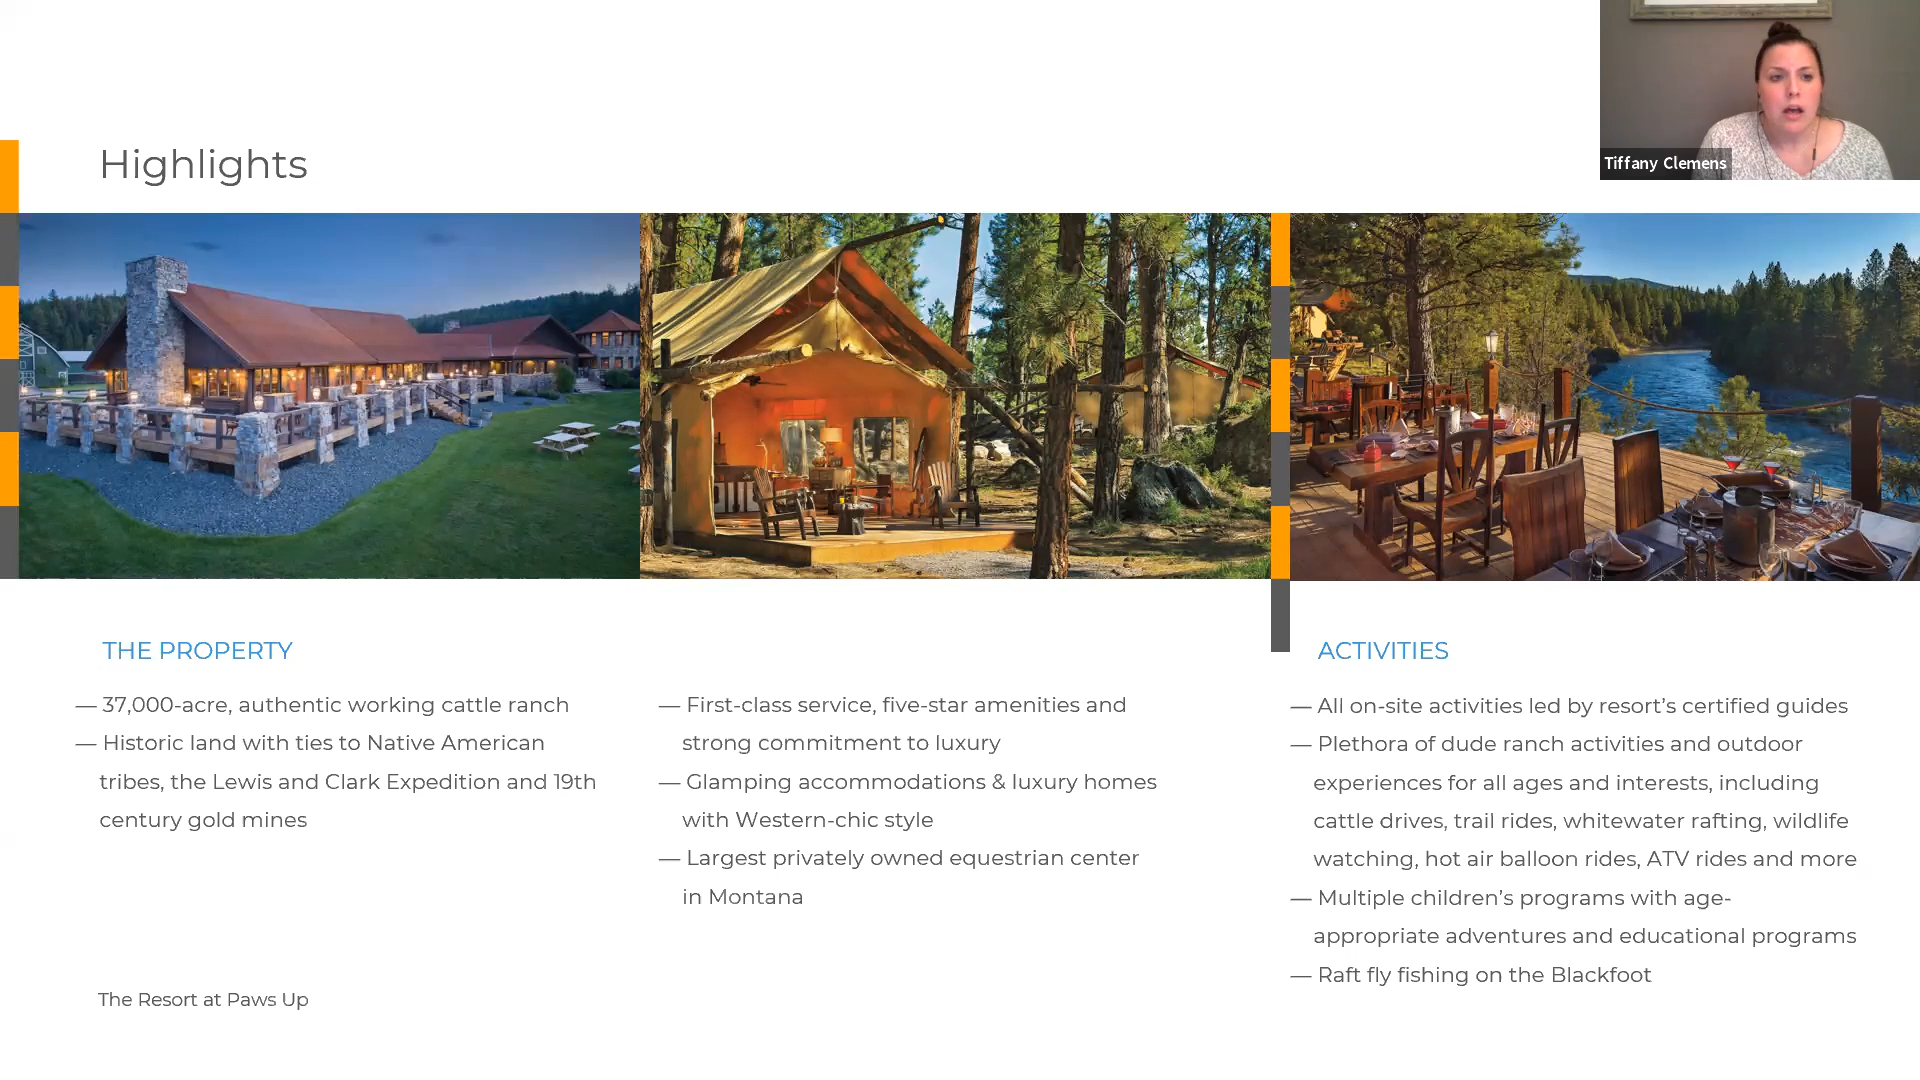 Tiffany Clemens
Highlights
THE PROPERTY
— 37,000-acre, authentic working cattle ranch
— Historic land with ties to Native American
tribes, the Lewis and Clark Expedition and 19th
century gold mines
— First-class service, five-star amenities and
strong commitment to luxury
— Glamping accommodations & luxury homes
with Western-chic style
— Largest privately owned equestrian center
in Montana
ACTIVITIES
— All on-site activities led by resort’s certified guides
— Plethora of dude ranch activities and outdoor
experiences for all ages and interests, including
cattle drives, trail rides, whitewater rafting, wildlife
watching, hot air balloon rides, ATV rides and more
— Multiple children’s programs with age-
appropriate adventures and educational programs
— Raft fly fishing on the Blackfoot
The Resort at Paws Up